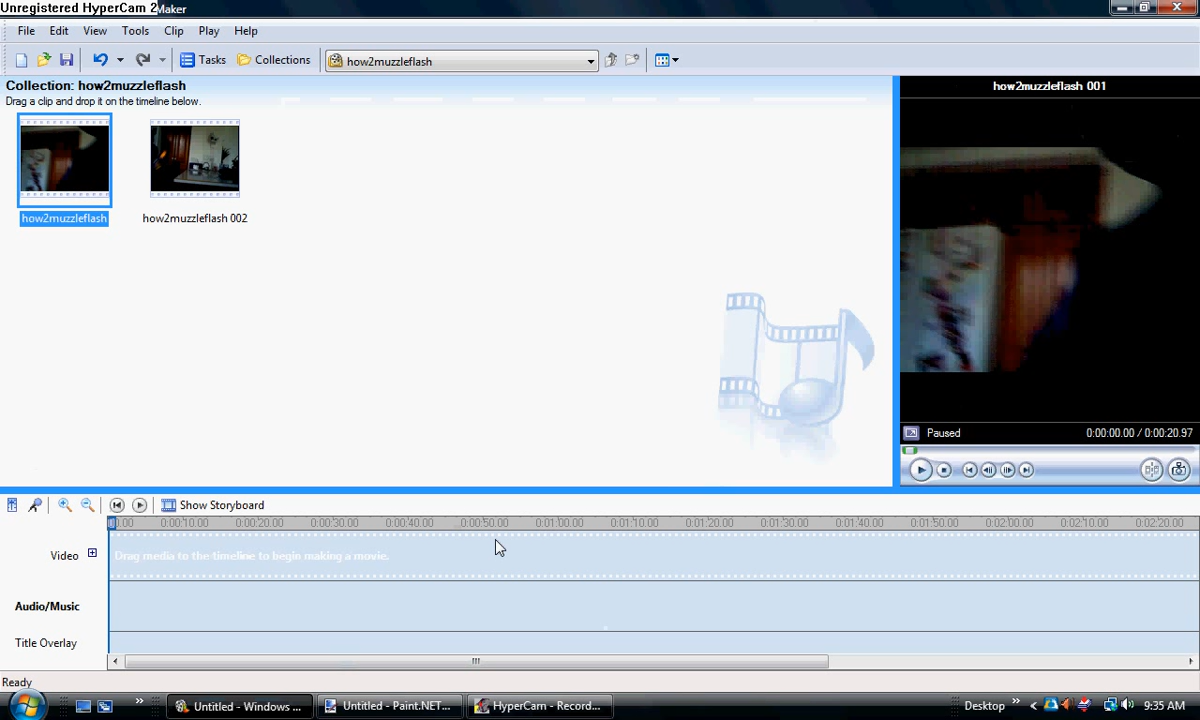 Unregistered HyperCam 2
Maker
File Edit View Tools Clip Play Help
Tasks Collections how2muzzleflash
Collection: how2muzzleflash
Drag a clip and drop it on the timeline below.
how2muzzleflash 001
how2muzzleflash
how2muzzleflash 002
Paused 0:00:00.00 / 0:00:20.97
Show Storyboard
0:00:10.00 0:00:20.00 0:00:30.00 0:00:40.00 0:00:50.00 0:01:00.00 0:01:10.00 0:01:20.00 0:01:30.00 0:01:40.00 0:01:50.00 0:02:00.00 0:02:10.00 0:02:20.00
Video
Drag media to the timeline to begin making a movie.
Audio/Music
Title Overlay
Ready
Untitled - Windows ... Untitled - Paint.NET... HyperCam - Record... Desktop 9:35 AM